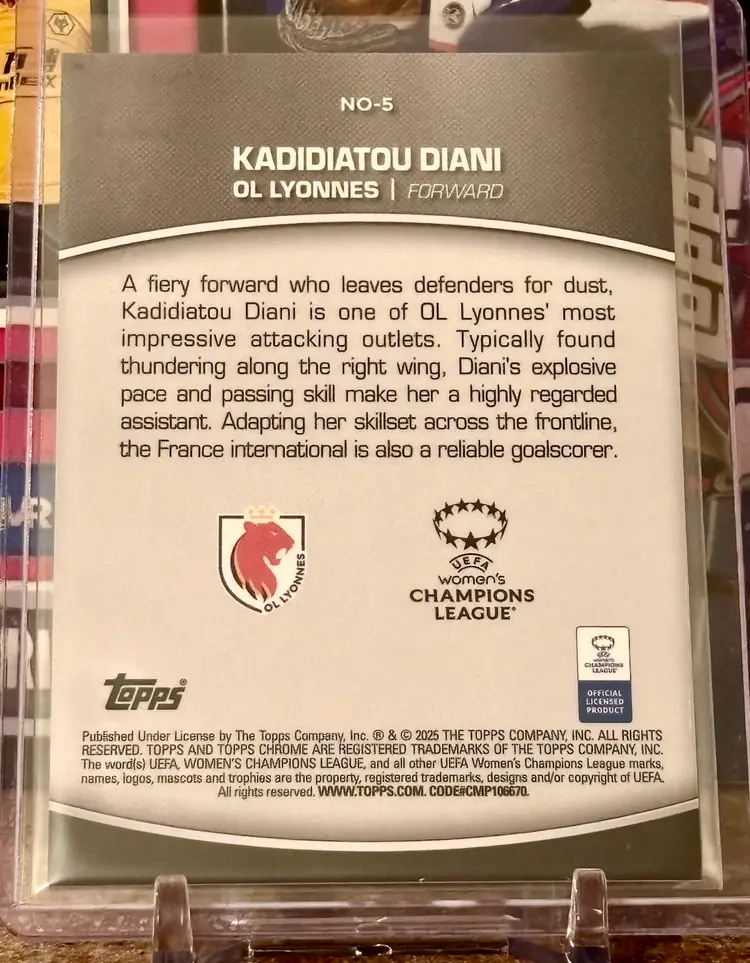 NO-5
KADIDIATOU DIANI
OL LYONNES | FORWARD
A fiery forward who leaves defenders for dust,
Kadidiatou Diani is one of OL Lyonnes' most
impressive attacking outlets. Typically found
thundering along the right wing, Diani's explosive
pace and passing skill make her a highly regarded
assistant. Adapting her skillset across the frontline,
the France international is also a reliable goalscorer.
OL LYONNES
UEFA
women's
CHAMPIONS
LEAGUE®
women's
CHAMPIONS
LEAGUE
OFFICIAL
LICENSED
PRODUCT
Topps®
Published Under License by The Topps Company, Inc. ® & © 2025 THE TOPPS COMPANY, INC. ALL RIGHTS
RESERVED. TOPPS AND TOPPS CHROME ARE REGISTERED TRADEMARKS OF THE TOPPS COMPANY, INC.
The word(s) UEFA, WOMEN'S CHAMPIONS LEAGUE, and all other UEFA Women's Champions League marks,
names, logos, mascots and trophies are the property, registered trademarks, designs and/or copyright of UEFA.
All rights reserved. WWW.TOPPS.COM. CODE#CMP106670.